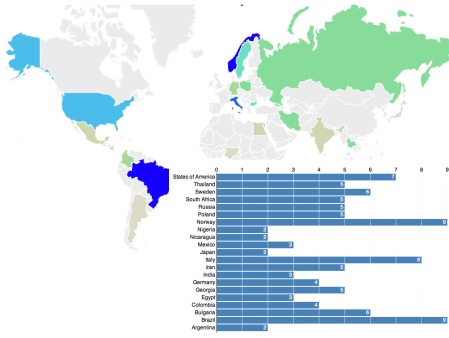 0 1 2 3 4 5 6 7 8 9
States of America 7
Thailand 5
Sweden 6
South Africa 5
Russia 5
Poland 5
Norway 9
Nigeria 2
Nicaragua 2
Mexico 3
Japan 2
Italy 8
Iran 5
India 3
Germany 4
Georgia 5
Egypt 3
Colombia 4
Bulgaria 6
Brazil 9
Argentina 2